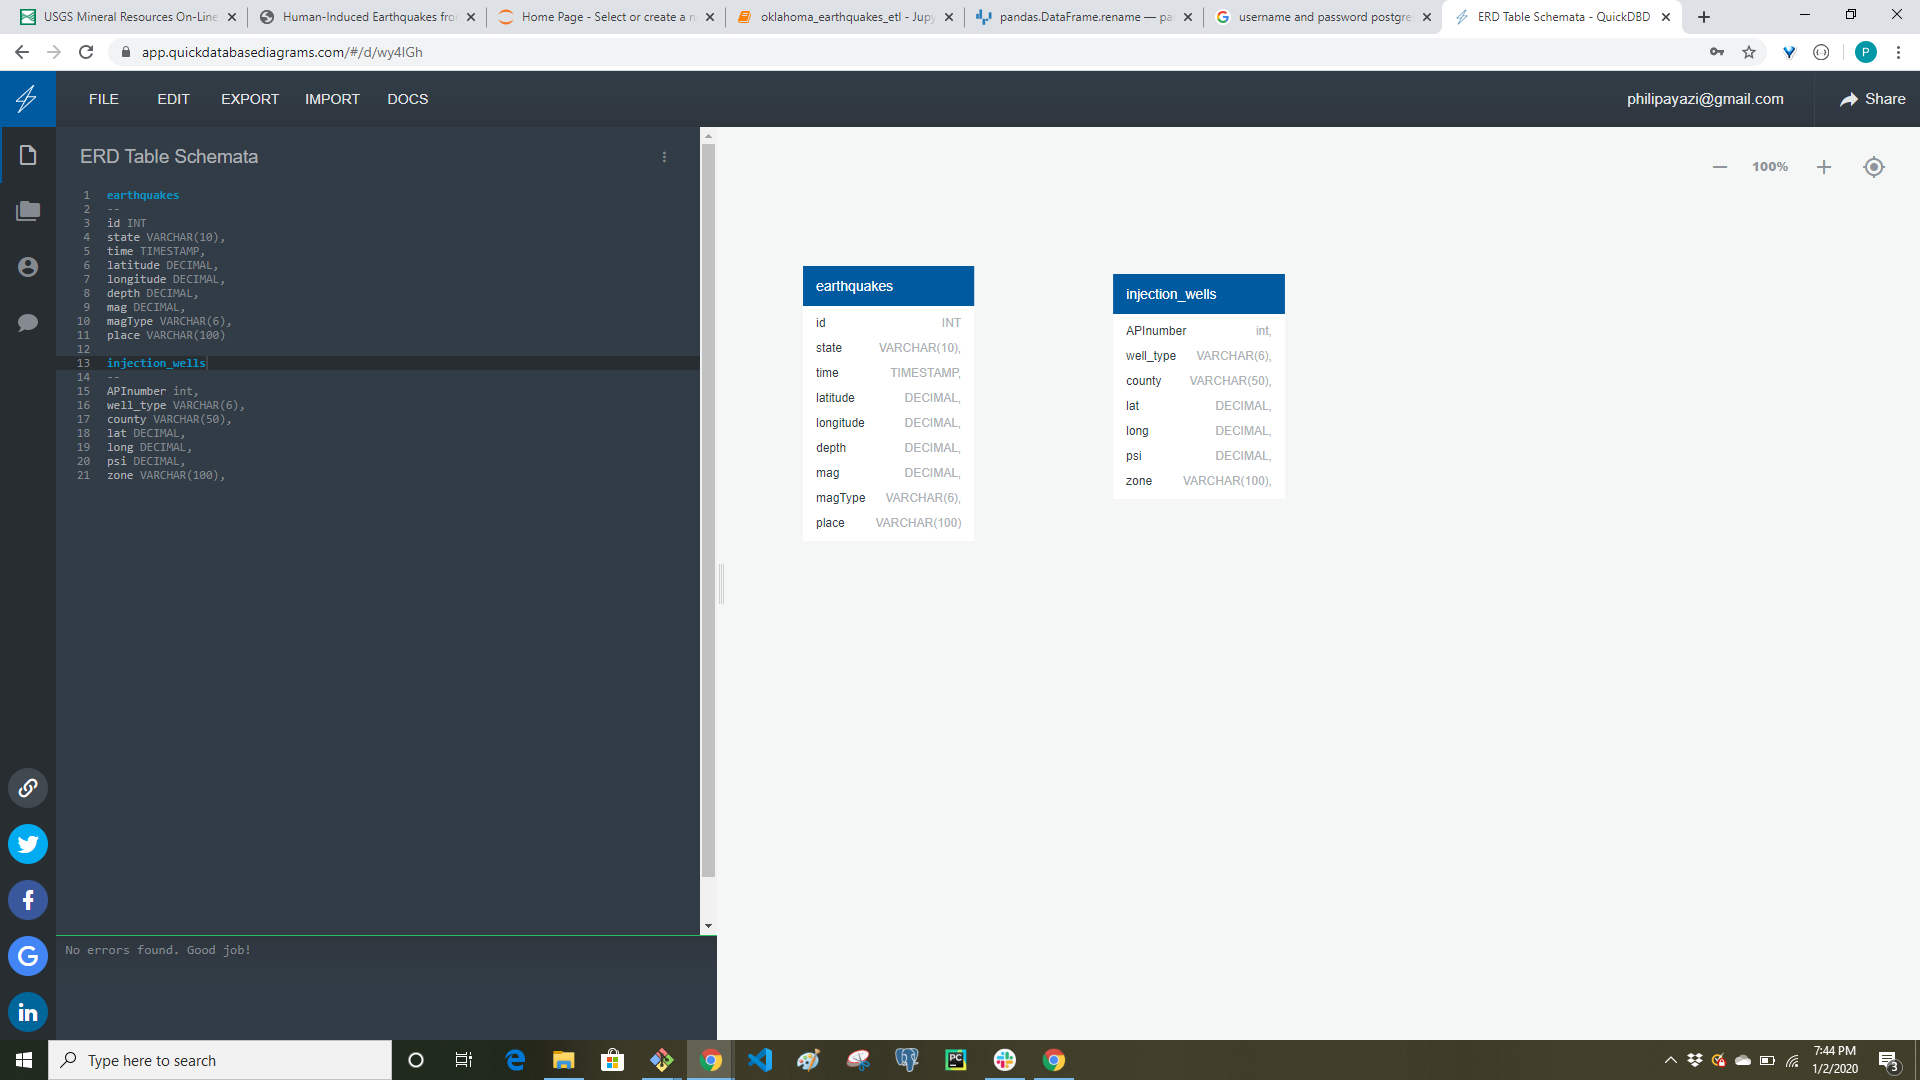 USGS Mineral Resources On-Line
Human-Induced Earthquakes fro
Home Page - Select or create a n
oklahoma_earthquakes_etl - Jupy
pandas.DataFrame.rename — pa
username and password postgre
ERD Table Schemata - QuickDBD
app.quickdatabasediagrams.com/#/d/wy4IGh
P
FILE EDIT EXPORT IMPORT DOCS
philipayazi@gmail.com
Share
ERD Table Schemata
100%
1 earthquakes
2 --
3 id INT
4 state VARCHAR(10),
5 time TIMESTAMP,
6 latitude DECIMAL,
7 longitude DECIMAL,
8 depth DECIMAL,
9 mag DECIMAL,
10 magType VARCHAR(6),
11 place VARCHAR(100)
12
13 injection_wells
14 --
15 APInumber int,
16 well_type VARCHAR(6),
17 county VARCHAR(50),
18 lat DECIMAL,
19 long DECIMAL,
20 psi DECIMAL,
21 zone VARCHAR(100),
earthquakes
id INT
state VARCHAR(10),
time TIMESTAMP,
latitude DECIMAL,
longitude DECIMAL,
depth DECIMAL,
mag DECIMAL,
magType VARCHAR(6),
place VARCHAR(100)
injection_wells
APInumber int,
well_type VARCHAR(6),
county VARCHAR(50),
lat DECIMAL,
long DECIMAL,
psi DECIMAL,
zone VARCHAR(100),
No errors found. Good job!
Type here to search
7:44 PM
1/2/2020
3